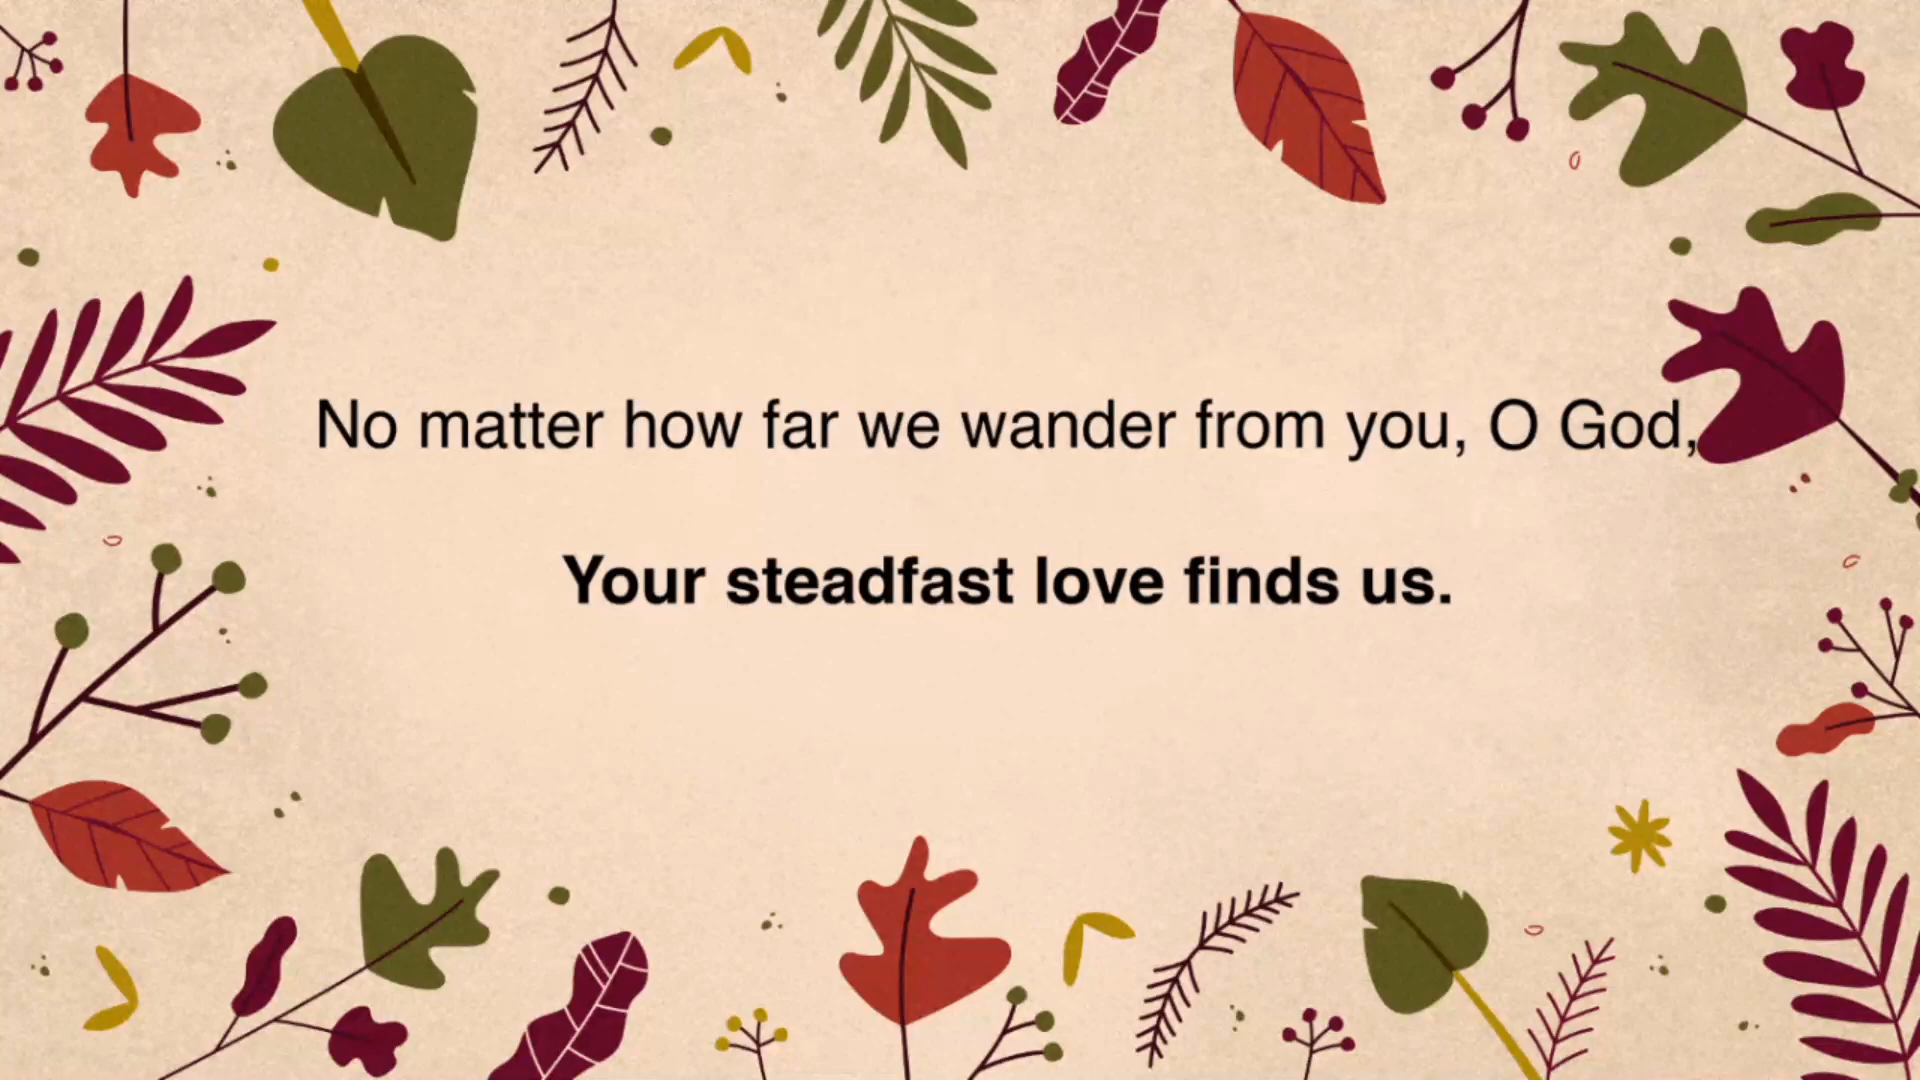 No matter how far we wander from you, O God,
Your steadfast love finds us.